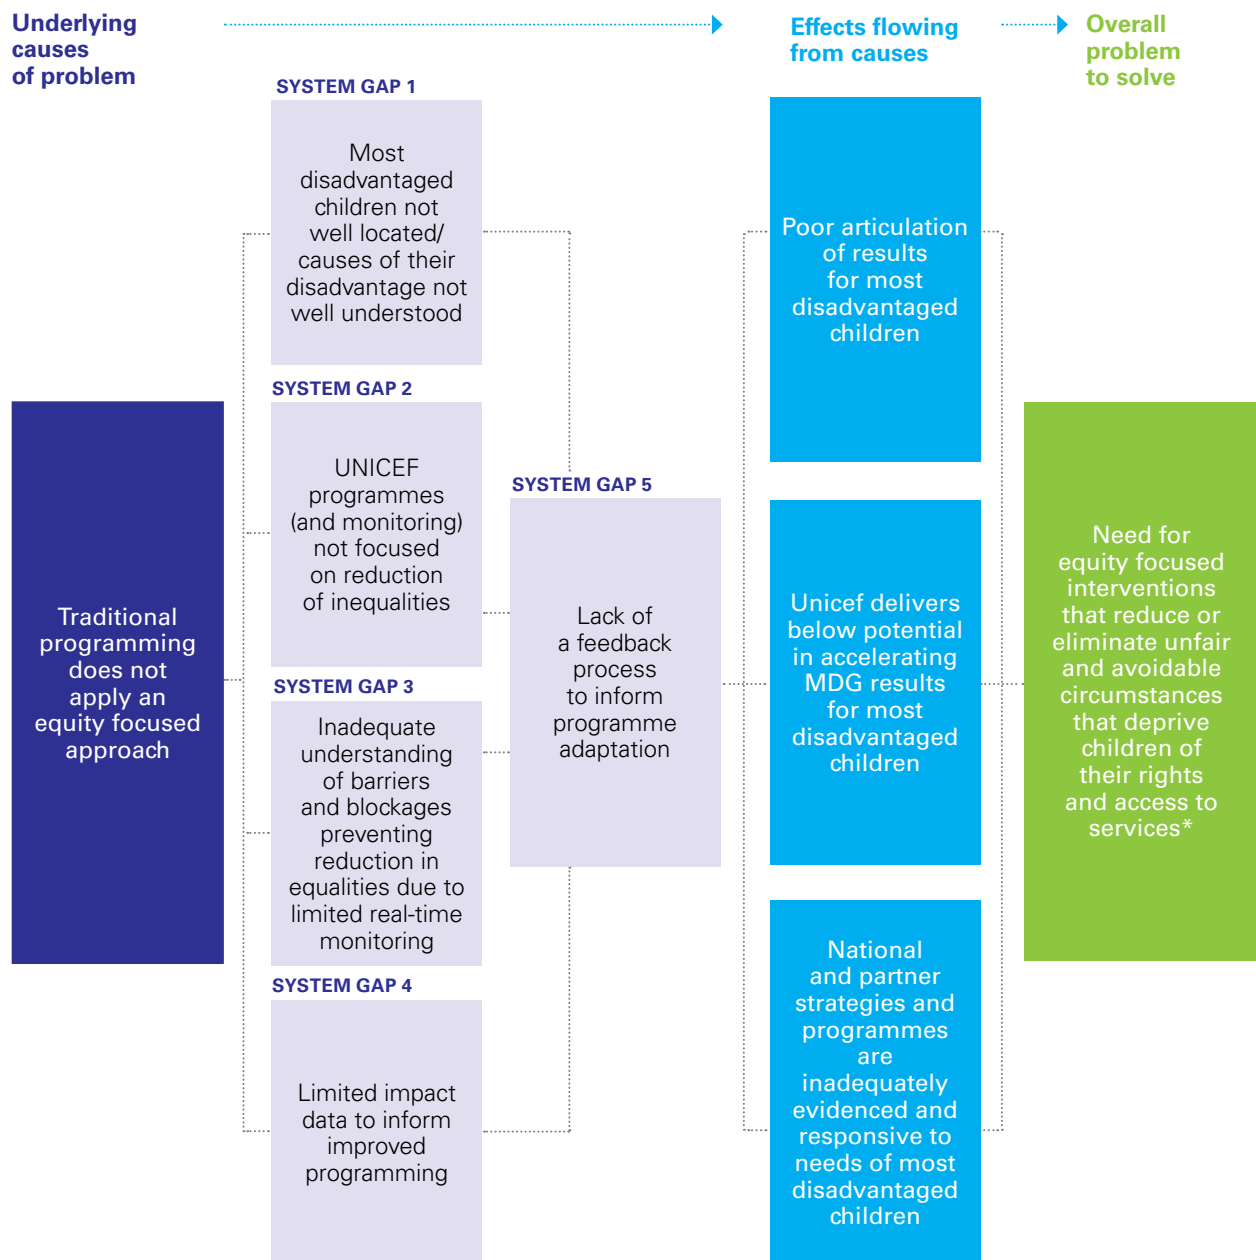 Underlying
causes
of problem
Effects flowing
from causes
Overall
problem
to solve
Traditional
programming
does not
apply an
equity focused
approach
SYSTEM GAP 1
Most
disadvantaged
children not
well located/
causes of their
disadvantage not
well understood
SYSTEM GAP 2
UNICEF
programmes
(and monitoring)
not focused
on reduction
of inequalities
SYSTEM GAP 3
Inadequate
understanding
of barriers
and blockages
preventing
reduction in
equalities due to
limited real-time
monitoring
SYSTEM GAP 4
Limited impact
data to inform
improved
programming
SYSTEM GAP 5
Lack of
a feedback
process
to inform
programme
adaptation
Poor articulation
of results
for most
disadvantaged
children
Unicef delivers
below potential
in accelerating
MDG results
for most
disadvantaged
children
National
and partner
strategies and
programmes
are
inadequately
evidenced and
responsive to
needs of most
disadvantaged
children
Need for
equity focused
interventions
that reduce or
eliminate unfair
and avoidable
circumstances
that deprive
children of
their rights
and access to
services*